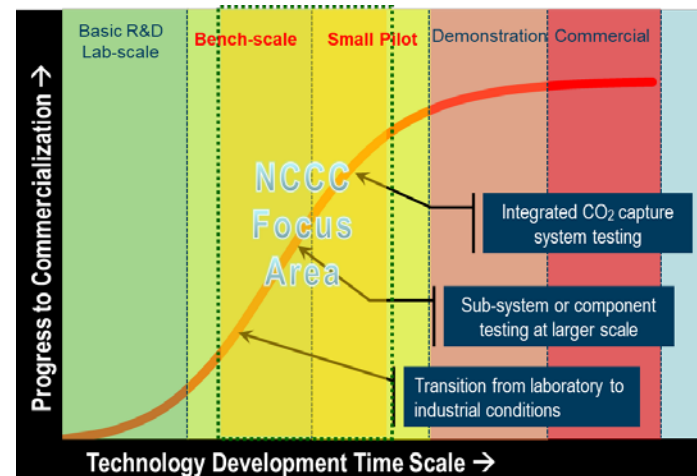 Basic R&D
Lab-scale
Bench-scale
Small Pilot
Demonstration
Commercial
NCCC
Focus
Area
Integrated CO₂ capture
system testing
Sub-system or component
testing at larger scale
Transition from laboratory to
industrial conditions
Progress to Commercialization →
Technology Development Time Scale →